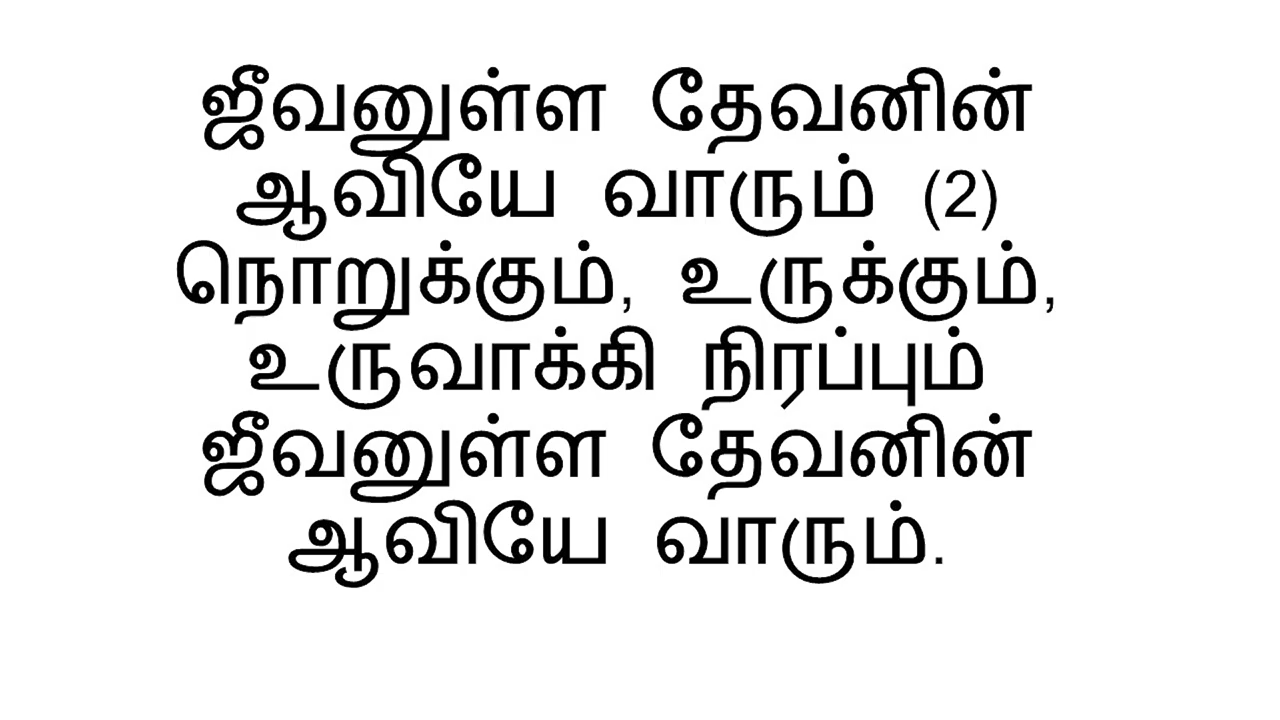 ஜீவனுள்ள தேவனின்
ஆவியே வாரும் (2)
நொறுக்கும், உருக்கும்,
உருவாக்கி நிரப்பும்
ஜீவனுள்ள தேவனின்
ஆவியே வாரும்.